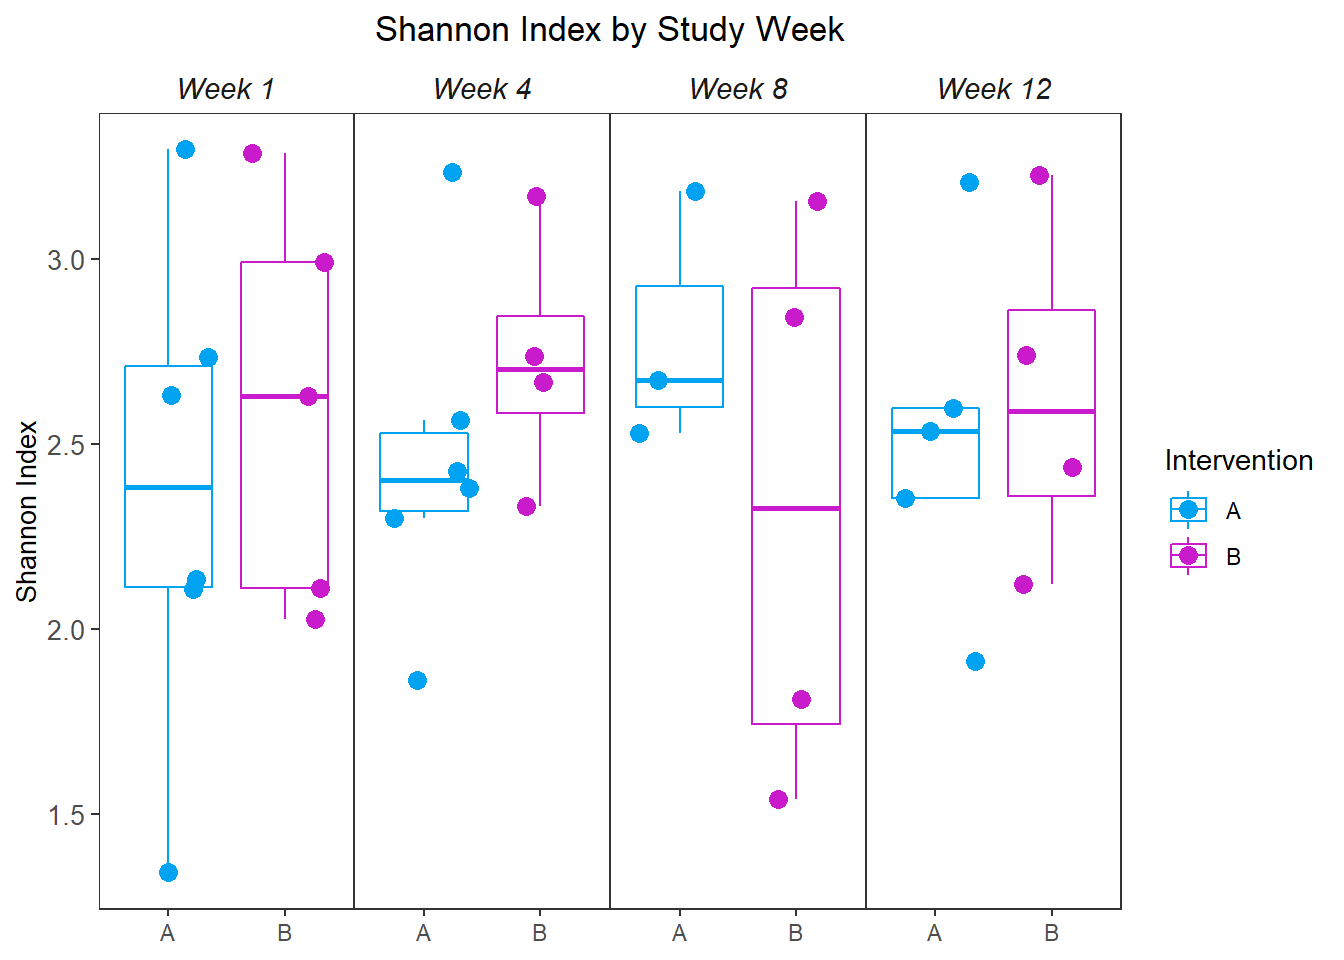 Shannon Index by Study Week
Week 1 Week 4 Week 8 Week 12
Shannon Index
3.0
2.5
2.0
1.5
A B A B A B A B
Intervention
A
B